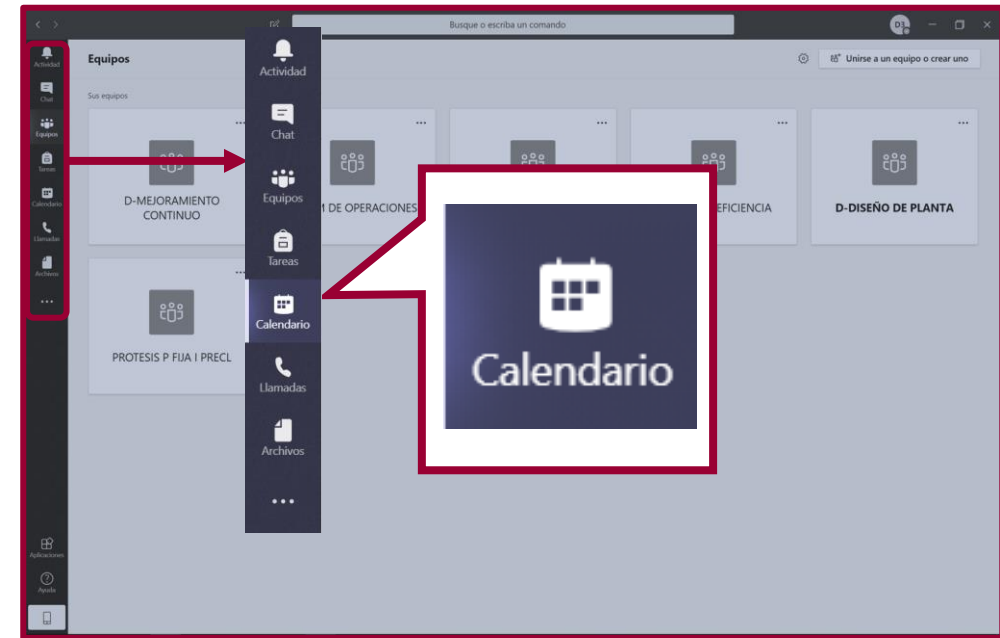 Busque o escriba un comando
D3
Actividad
Chat
Equipos
Tareas
Calendario
Llamadas
Archivos
Aplicaciones
Ayuda
Equipos
Unirse a un equipo o crear uno
Sus equipos
D-MEJORAMIENTO
CONTINUO
DE OPERACIONES
EFICIENCIA
D-DISEÑO DE PLANTA
PROTESIS P FIJA I PRECL
Actividad
Chat
Equipos
Tareas
Calendario
Llamadas
Archivos
Calendario